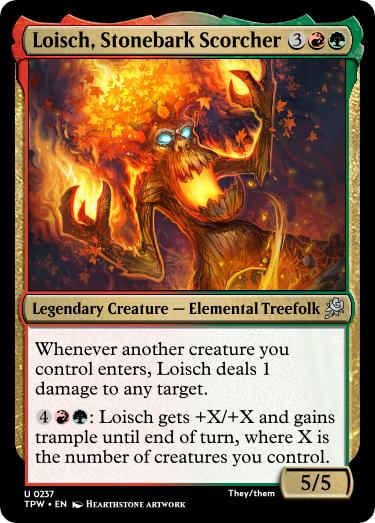 Loisch, Stonebark Scorcher 3
Legendary Creature — Elemental Treefolk
Whenever another creature you
control enters, Loisch deals 1
damage to any target.
4: Loisch gets +X/+X and gains
trample until end of turn, where X is
the number of creatures you control.
5/5
U 0237
They/them
TPW • EN HEARTHSTONE ARTWORK